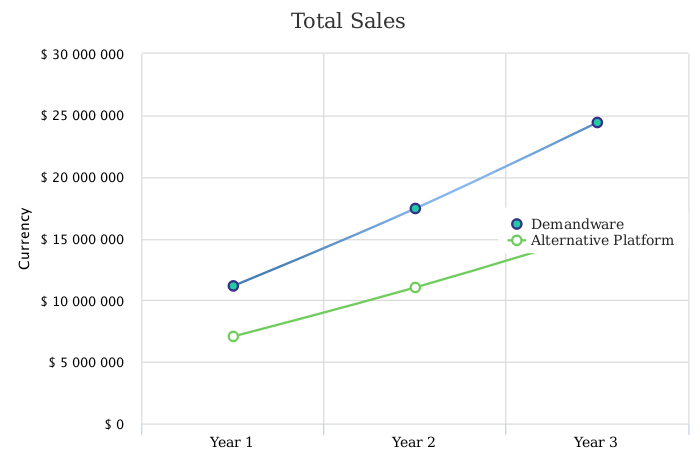 Total Sales
$ 30 000 000
$ 25 000 000
$ 20 000 000
$ 15 000 000
$ 10 000 000
$ 5 000 000
$ 0
Currency
Demandware
Alternative Platform
Year 1
Year 2
Year 3